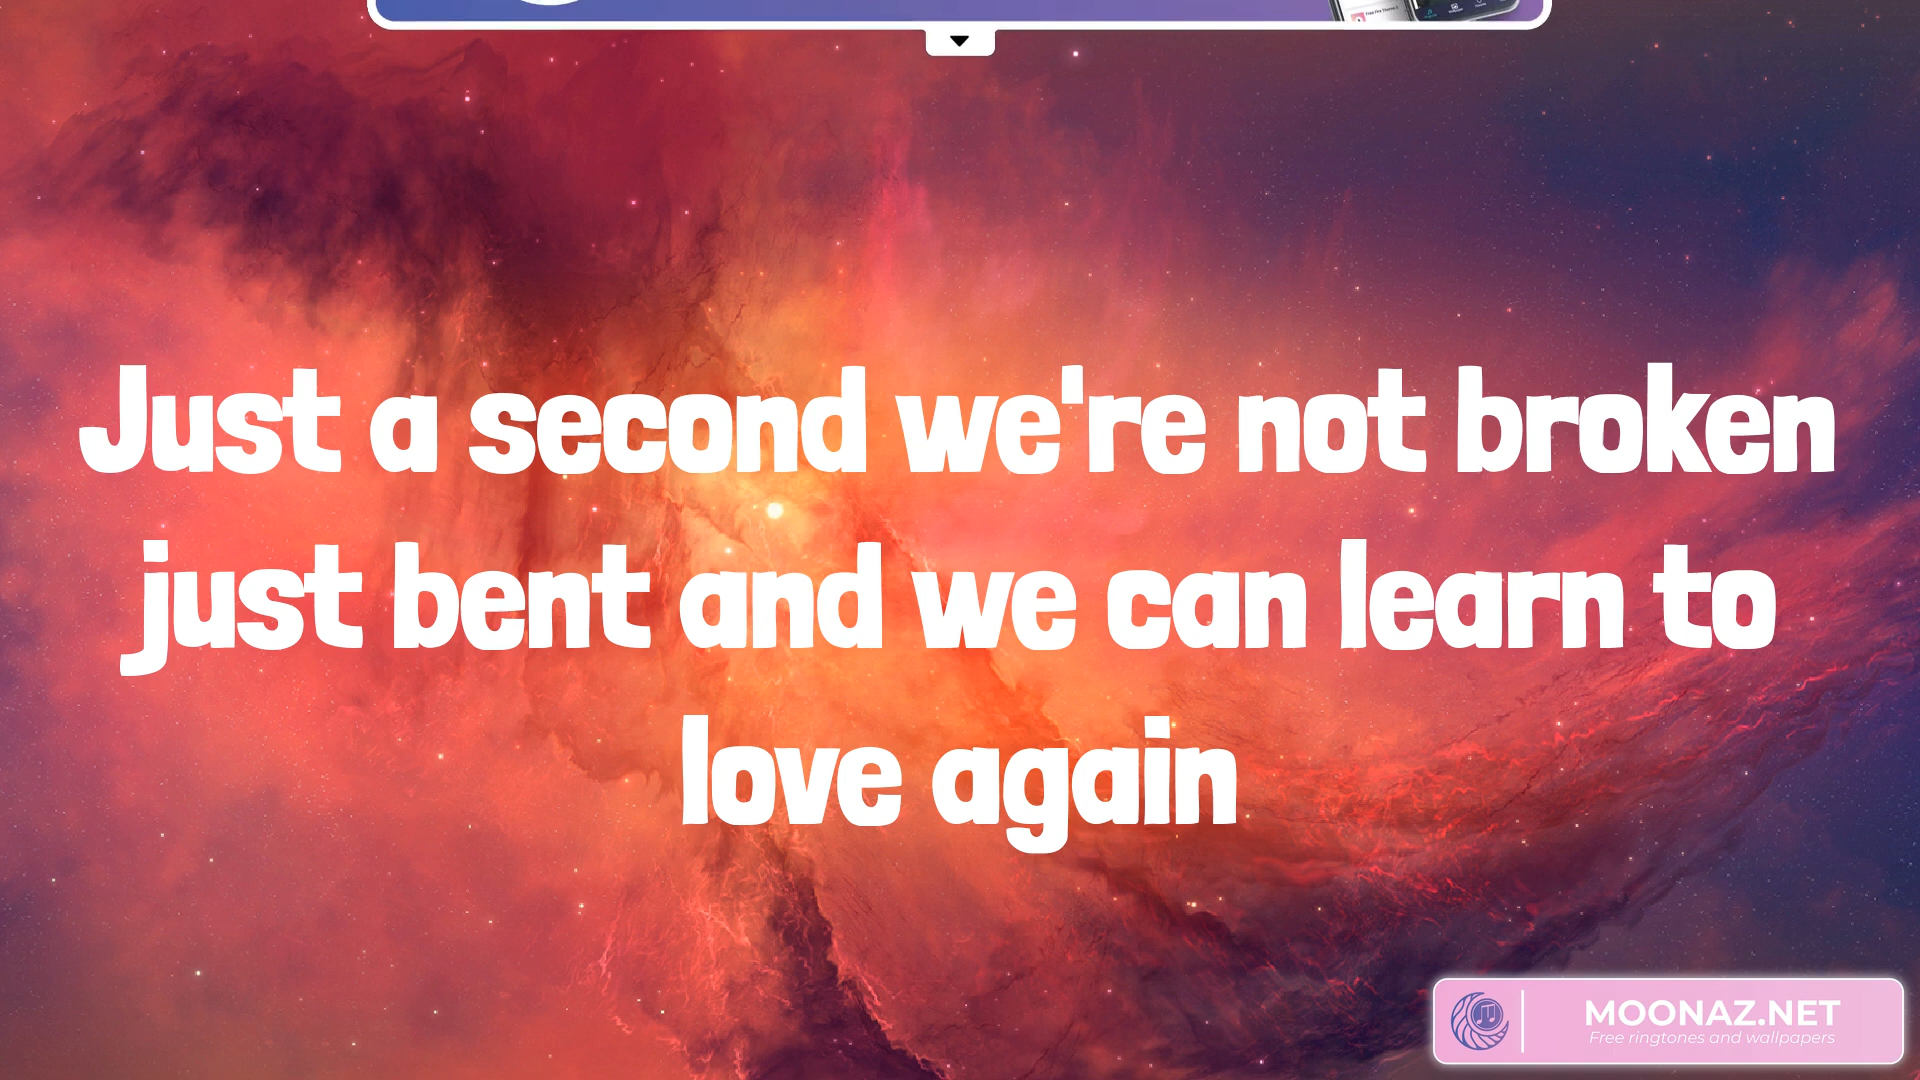 Just a second we're not broken
just bent and we can learn to
love again
MOONAZ.NET
Free ringtones and wallpapers